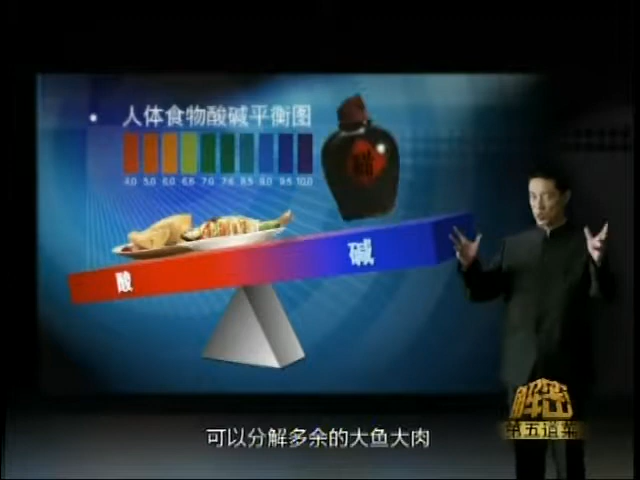 • 人体食物酸碱平衡图
4.0 5.0 6.0 6.5 7.0 7.5 8.5 9.0 9.5 10.0
醋
碱
酸
解密
第五道菜
可以分解多余的大鱼大肉